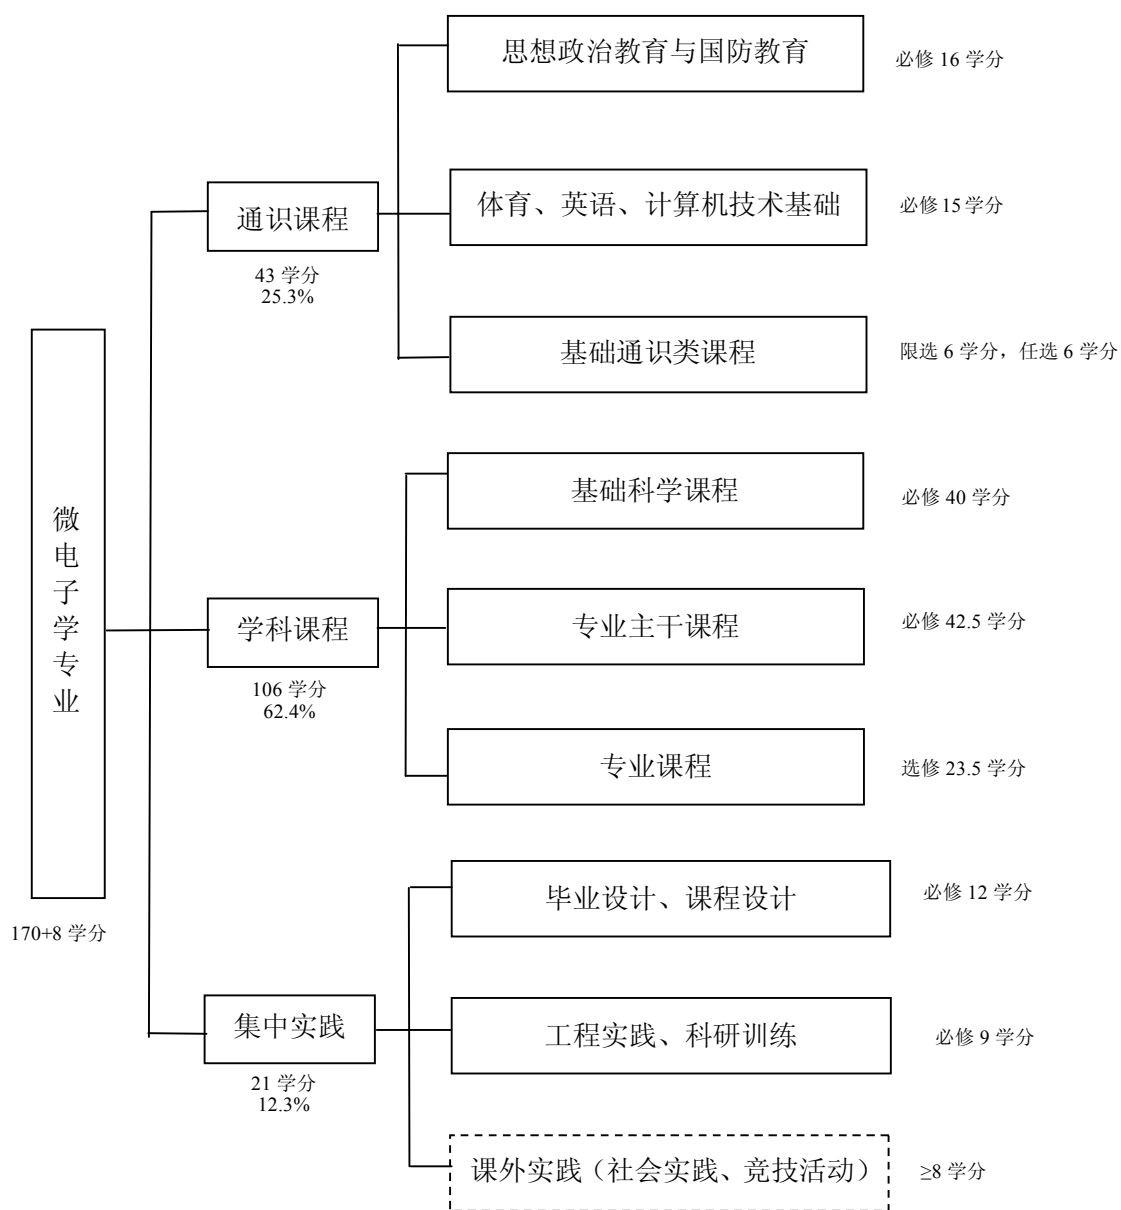 思想政治教育与国防教育
必修 16 学分
通识课程
43 学分
25.3%
体育、英语、计算机技术基础
必修 15 学分
基础通识类课程
限选 6 学分，任选 6 学分
微电子学专业
170+8 学分
基础科学课程
必修 40 学分
学科课程
106 学分
62.4%
专业主干课程
必修 42.5 学分
专业课程
选修 23.5 学分
毕业设计、课程设计
必修 12 学分
集中实践
21 学分
12.3%
工程实践、科研训练
必修 9 学分
课外实践（社会实践、竞技活动）
≥8 学分